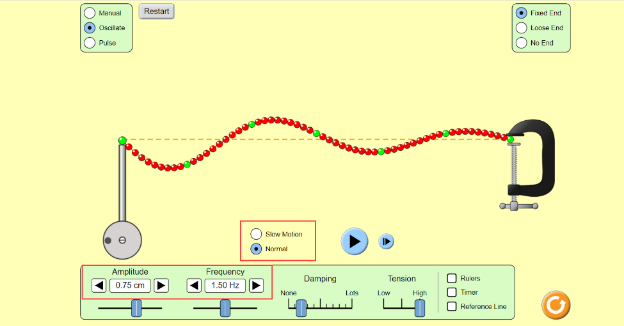 Manual
Oscillate
Pulse
Restart
Fixed End
Loose End
No End
Slow Motion
Normal
Amplitude
0.75 cm
Frequency
1.50 Hz
Damping
None
Lots
Tension
Low
High
Rulers
Timer
Reference Line